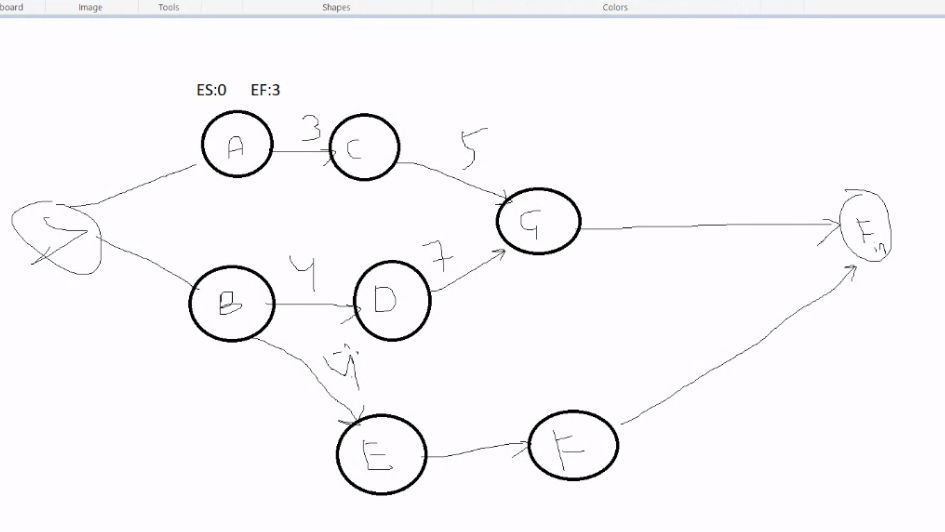 board Image Tools Shapes Colors
ES:0 EF:3
A 3 C 5
S G Fin
B 4 D 7
4
E F